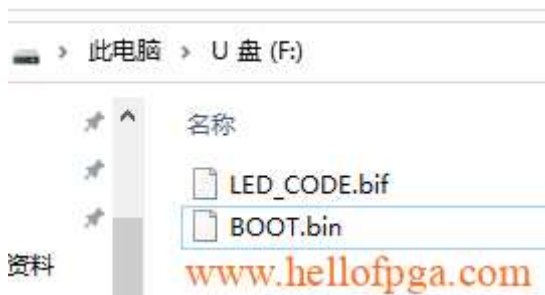 此电脑 > U 盘 (F:)
名称
LED_CODE.bif
BOOT.bin
资料
www.hellofpga.com